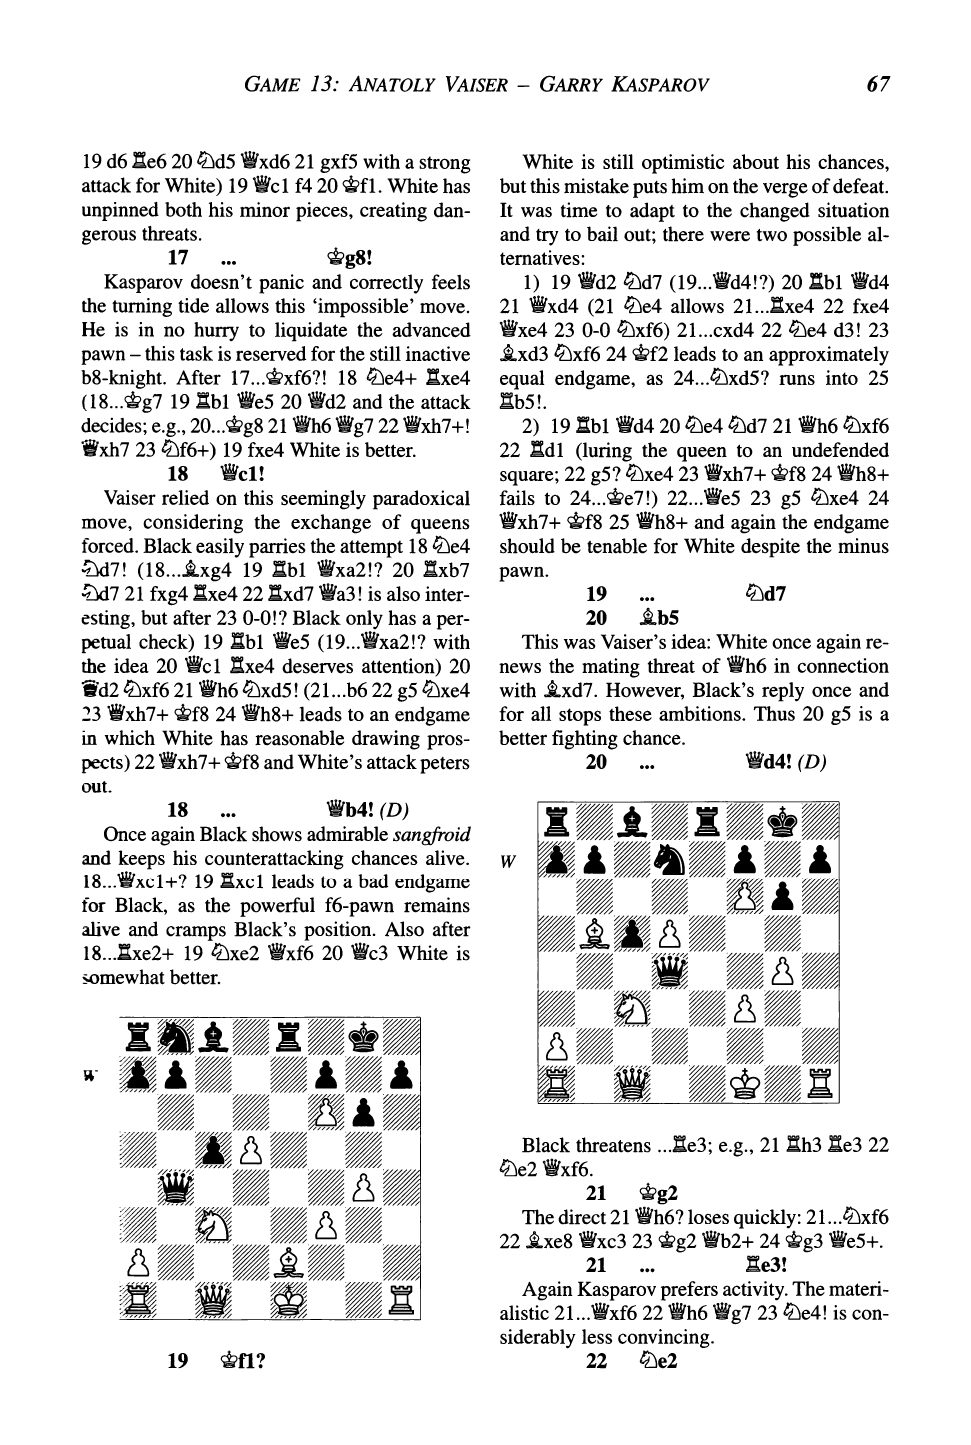 GAME 13: ANATOLY VAISER – GARRY KASPAROV 67
19 d6 ♖e6 20 ♘d5 ♕xd6 21 gxf5 with a strong
attack for White) 19 ♕c1 f4 20 ♔f1. White has
unpinned both his minor pieces, creating dan-
gerous threats.
17 ... ♔g8!
Kasparov doesn't panic and correctly feels
the turning tide allows this ‘impossible’ move.
He is in no hurry to liquidate the advanced
pawn – this task is reserved for the still inactive
b8-knight. After 17...♔xf6?! 18 ♘e4+ ♖xe4
(18...♔g7 19 ♖b1 ♕e5 20 ♕d2 and the attack
decides; e.g., 20...♔g8 21 ♕h6 ♕g7 22 ♕xh7+!
♕xh7 23 ♘f6+) 19 fxe4 White is better.
18 ♕c1!
Vaiser relied on this seemingly paradoxical
move, considering the exchange of queens
forced. Black easily parries the attempt 18 ♘e4
♘d7! (18...♗xg4 19 ♖b1 ♕xa2!? 20 ♖xb7
♘d7 21 fxg4 ♖xe4 22 ♖xd7 ♕a3! is also inter-
esting, but after 23 0-0!? Black only has a per-
petual check) 19 ♖b1 ♕e5 (19...♕xa2!? with
the idea 20 ♕c1 ♖xe4 deserves attention) 20
♕d2 ♘xf6 21 ♕h6 ♘xd5! (21...b6 22 g5 ♘xe4
23 ♕xh7+ ♔f8 24 ♕h8+ leads to an endgame
in which White has reasonable drawing pros-
pects) 22 ♕xh7+ ♔f8 and White's attack peters
out.
18 ... ♕b4! (D)
Once again Black shows admirable sangfroid
and keeps his counterattacking chances alive.
18...♕xc1+? 19 ♖xc1 leads to a bad endgame
for Black, as the powerful f6-pawn remains
alive and cramps Black's position. Also after
18...♖xe2+ 19 ♘xe2 ♕xf6 20 ♕c3 White is
somewhat better.
W
19 ♔f1?
White is still optimistic about his chances,
but this mistake puts him on the verge of defeat.
It was time to adapt to the changed situation
and try to bail out; there were two possible al-
ternatives:
1) 19 ♕d2 ♘d7 (19...♕d4!?) 20 ♖b1 ♕d4
21 ♕xd4 (21 ♘e4 allows 21...♖xe4 22 fxe4
♕xe4 23 0-0 ♘xf6) 21...cxd4 22 ♘e4 d3! 23
♗xd3 ♘xf6 24 ♔f2 leads to an approximately
equal endgame, as 24...♘xd5? runs into 25
♖b5!.
2) 19 ♖b1 ♕d4 20 ♘e4 ♘d7 21 ♕h6 ♘xf6
22 ♖d1 (luring the queen to an undefended
square; 22 g5? ♘xe4 23 ♕xh7+ ♔f8 24 ♕h8+
fails to 24...♔e7!) 22...♕e5 23 g5 ♘xe4 24
♕xh7+ ♔f8 25 ♕h8+ and again the endgame
should be tenable for White despite the minus
pawn.
19 ... ♘d7
20 ♗b5
This was Vaiser's idea: White once again re-
news the mating threat of ♕h6 in connection
with ♗xd7. However, Black's reply once and
for all stops these ambitions. Thus 20 g5 is a
better fighting chance.
20 ... ♕d4! (D)
W
Black threatens ...♖e3; e.g., 21 ♖h3 ♖e3 22
♘e2 ♕xf6.
21 ♔g2
The direct 21 ♕h6? loses quickly: 21...♘xf6
22 ♗xe8 ♕xc3 23 ♔g2 ♕b2+ 24 ♔g3 ♕e5+.
21 ... ♖e3!
Again Kasparov prefers activity. The materi-
alistic 21...♕xf6 22 ♕h6 ♕g7 23 ♘e4! is con-
siderably less convincing.
22 ♘e2